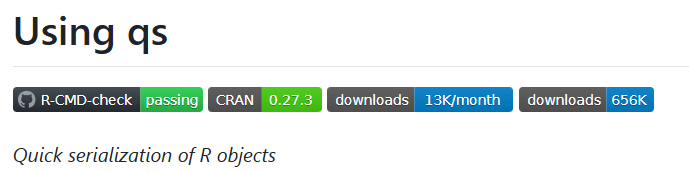 Using qs
R-CMD-check passing CRAN 0.27.3 downloads 13K/month downloads 656K
Quick serialization of R objects